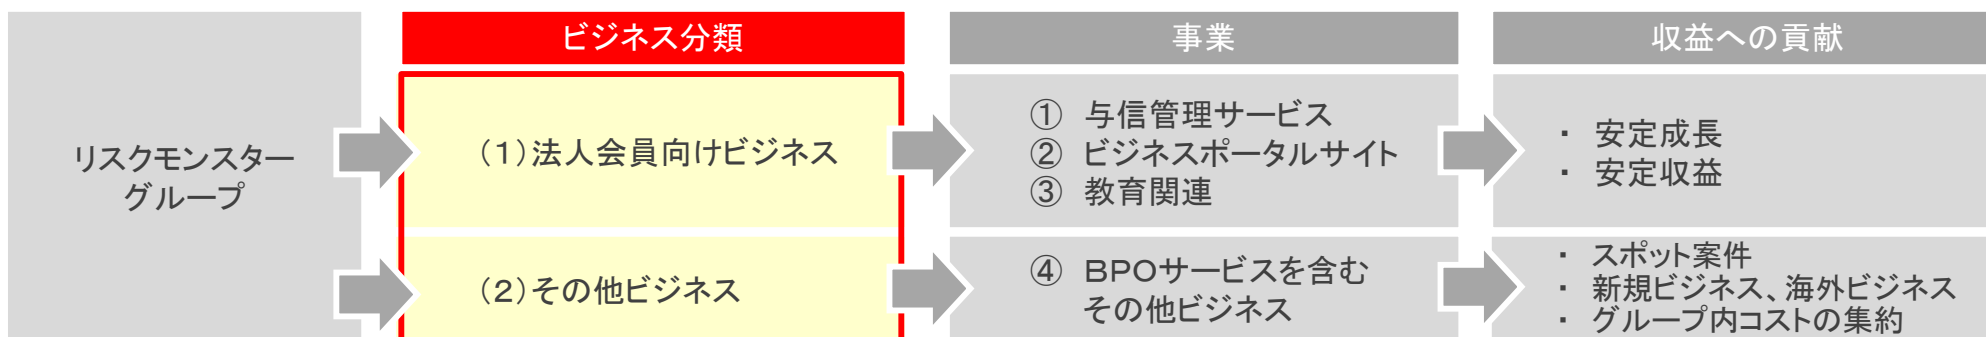 ビジネス分類
事業
収益への貢献
リスクモンスター
グループ
（１）法人会員向けビジネス
① 与信管理サービス
② ビジネスポータルサイト
③ 教育関連
・ 安定成長
・ 安定収益
（２）その他ビジネス
④ ＢＰＯサービスを含む
その他ビジネス
・ スポット案件
・ 新規ビジネス、海外ビジネス
・ グループ内コストの集約